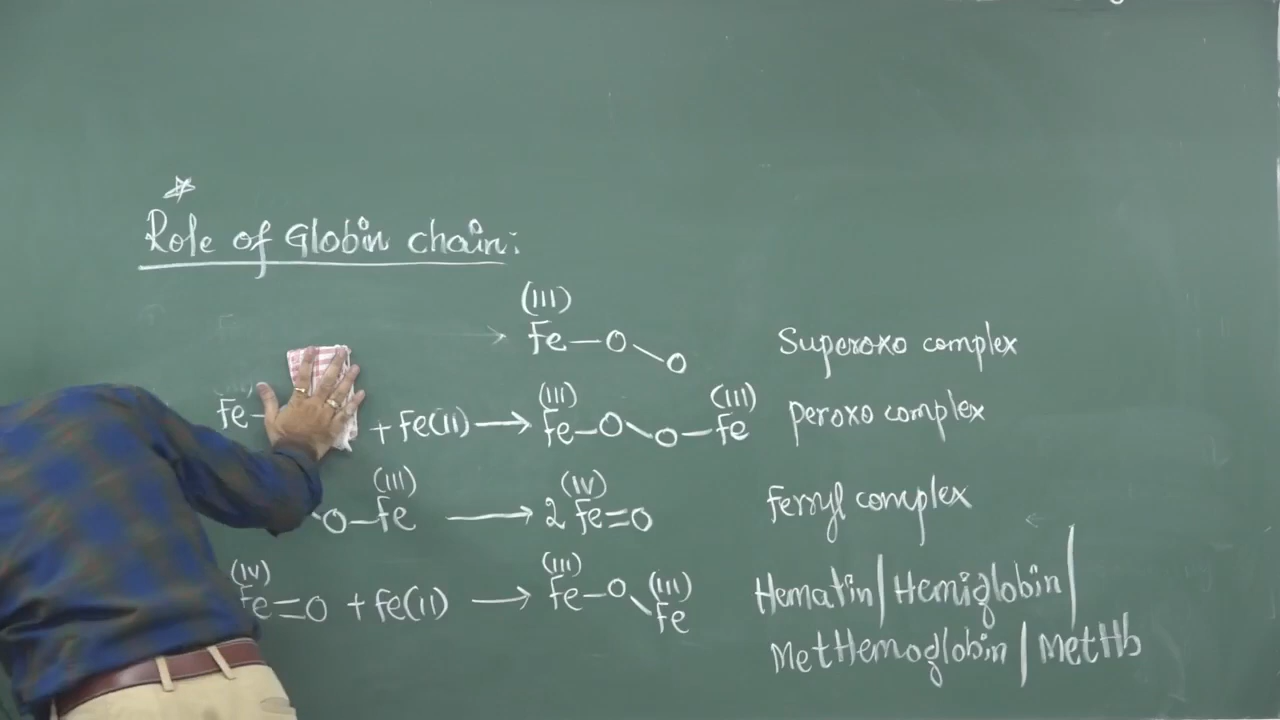 Role of Globin chain:
(III)
Fe—O—O Superoxo complex
(III) (III)
Fe— + Fe(II) → Fe—O—O—Fe peroxo complex
(III) (IV)
O—Fe → 2 Fe=O Ferryl complex
(IV) (III) (III)
Fe=O + Fe(II) → Fe—O—Fe Hematin/Hemiglobin/
MetHemoglobin/MetHb